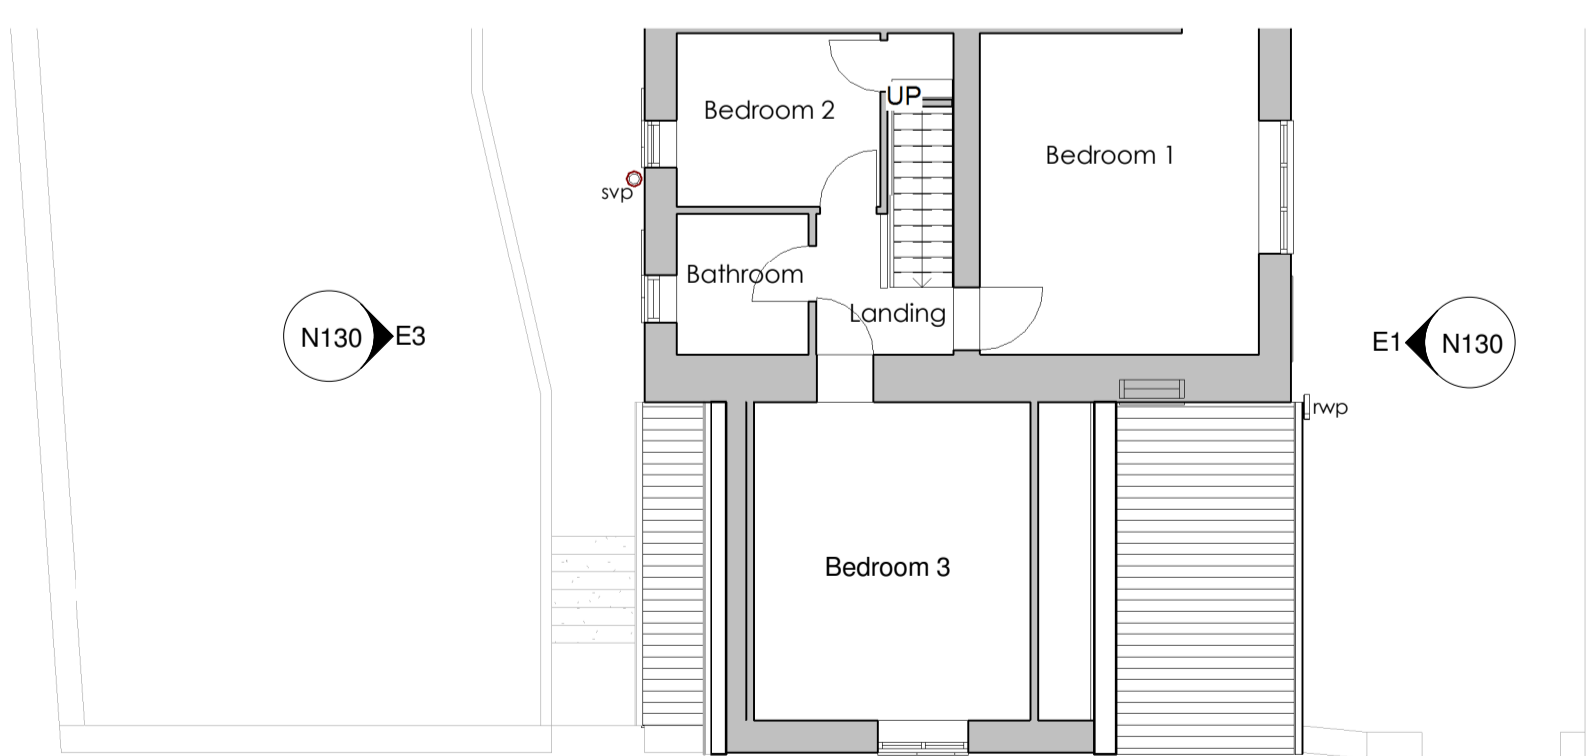 UP
Bedroom 2
Bedroom 1
svp
Bathroom
Landing
N130
E3
E1
N130
rwp
Bedroom 3